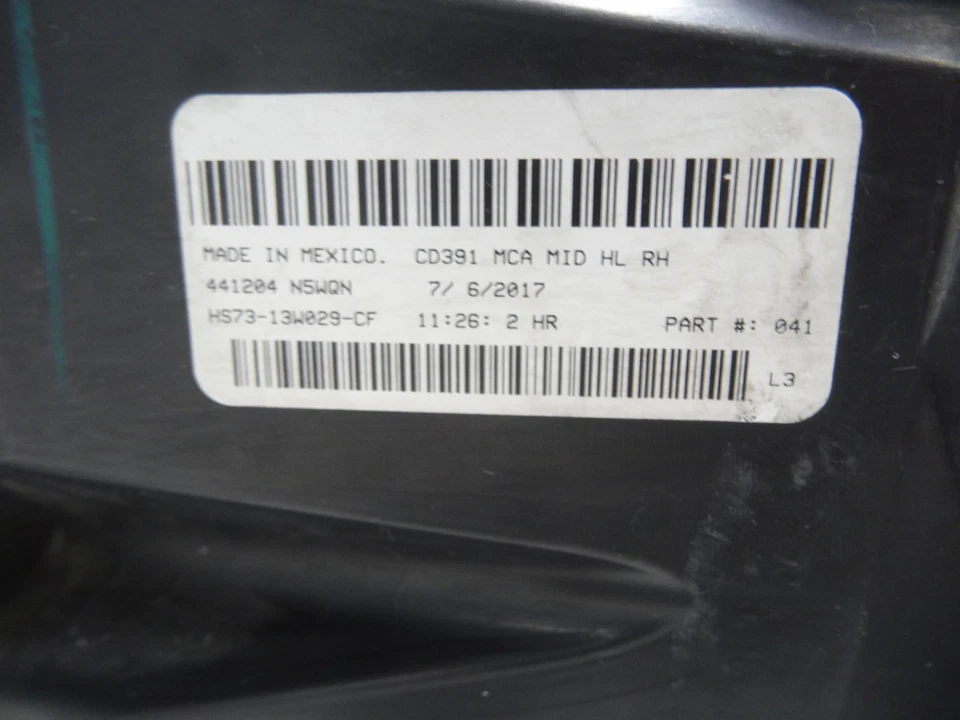 MADE IN MEXICO. CD391 MCA MID HL RH
441204 N5WQN 7/ 6/2017
HS73-13W029-CF 11:26: 2 HR PART #: 041
L3